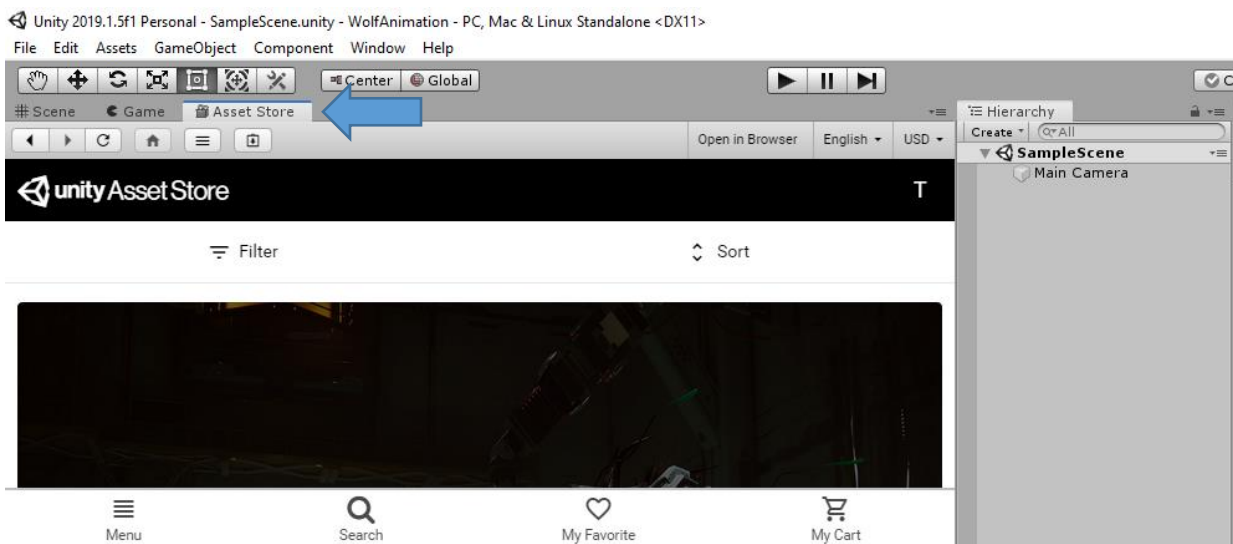 Unity 2019.1.5f1 Personal - SampleScene.unity - WolfAnimation - PC, Mac & Linux Standalone <DX11>
File Edit Assets GameObject Component Window Help
Center Global
Scene Game Asset Store Hierarchy
Open in Browser English USD Create All
SampleScene
Main Camera
unity Asset Store T
Filter Sort
Menu Search My Favorite My Cart